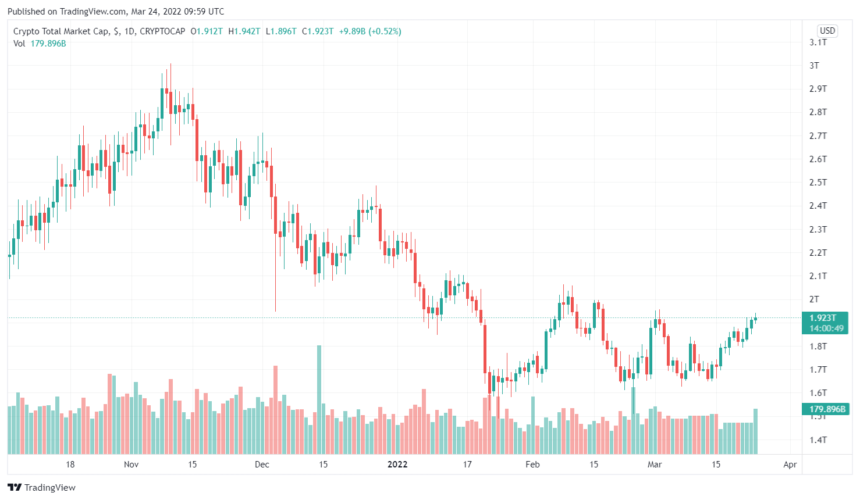 Published on TradingView.com, Mar 24, 2022 09:59 UTC
Crypto Total Market Cap, $, 1D, CRYPTOCAP O1.912T H1.942T L1.896T C1.923T +9.89B (+0.52%)
Vol 179.896B
USD
3.1T
3T
2.9T
2.8T
2.7T
2.6T
2.5T
2.4T
2.3T
2.2T
2.1T
2T
1.923T
14:00:49
1.8T
1.7T
1.6T
179.896B
1.4T
18 Nov 15 Dec 15 2022 17 Feb 15 Mar 15 Apr
TradingView